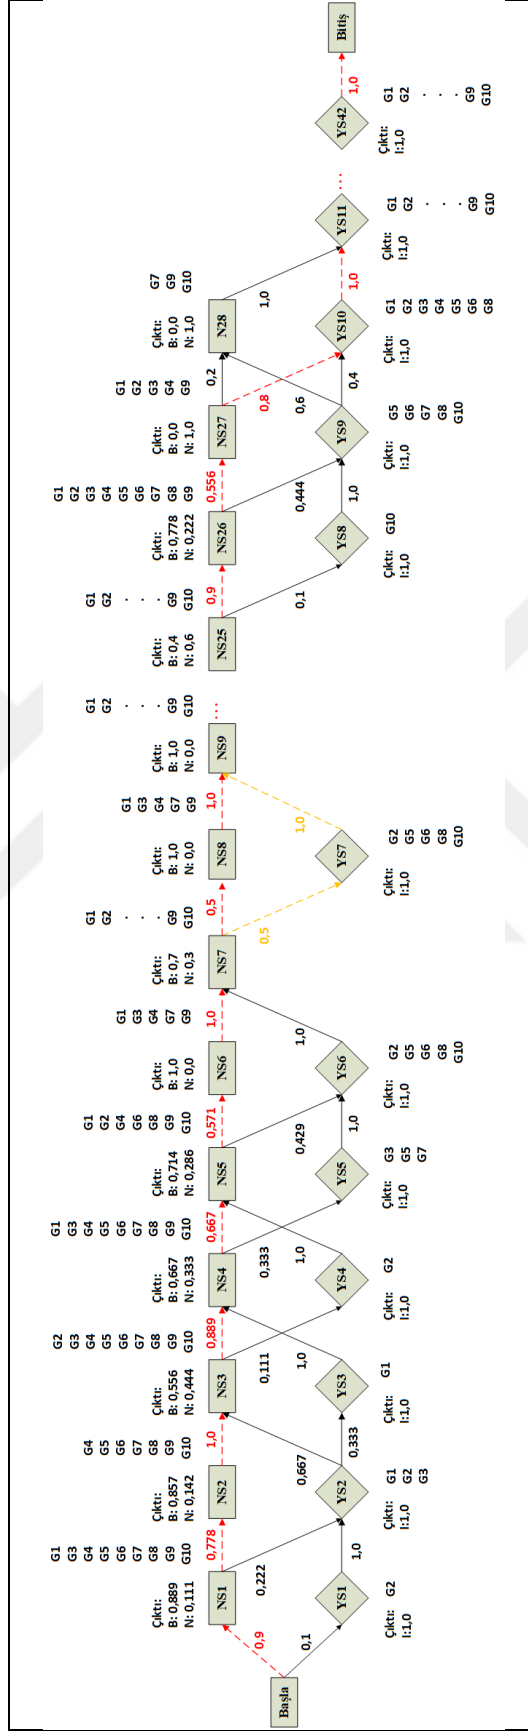 Başla
0,9
0,1
Çıktı:
B: 0,889
N: 0,111
G1
G3
G4
G5
G6
G7
G8
G9
G10
NS1
0,778
0,222
Çıktı:
I:1,0
G2
YS1
1,0
Çıktı:
B: 0,857
N: 0,142
G4
G5
G6
G7
G8
G9
G10
NS2
1,0
Çıktı:
I:1,0
G1
G2
G3
YS2
0,667
0,333
Çıktı:
B: 0,556
N: 0,444
G2
G3
G4
G5
G6
G7
G8
G9
G10
NS3
0,889
0,111
Çıktı:
I:1,0
G1
YS3
1,0
Çıktı:
B: 0,667
N: 0,333
G1
G3
G4
G5
G6
G7
G8
G9
G10
NS4
0,667
0,333
Çıktı:
I:1,0
G2
YS4
1,0
Çıktı:
B: 0,714
N: 0,286
G1
G2
G4
G6
G8
G9
G10
NS5
0,571
0,429
Çıktı:
I:1,0
G3
G5
G7
YS5
1,0
Çıktı:
B: 1,0
N: 0,0
G1
G3
G4
G7
G9
NS6
1,0
Çıktı:
I:1,0
G2
G5
G6
G8
G10
YS6
1,0
Çıktı:
B: 0,7
N: 0,3
G1
G2
.
.
.
G9
G10
NS7
0,5
0,5
Çıktı:
B: 1,0
N: 0,0
G1
G3
G4
G7
G9
NS8
1,0
Çıktı:
I:1,0
G2
G5
G6
G8
G10
YS7
1,0
Çıktı:
B: 1,0
N: 0,0
G1
G2
.
.
.
G9
G10
NS9
...
Çıktı:
B: 0,4
N: 0,6
G1
G2
.
.
.
G9
G10
NS25
0,9
0,1
Çıktı:
B: 0,778
N: 0,222
G1
G2
G3
G4
G5
G6
G7
G8
G9
NS26
0,556
0,444
Çıktı:
I:1,0
G10
YS8
1,0
Çıktı:
B: 0,0
N: 1,0
G1
G2
G3
G4
G9
NS27
0,2
0,8
Çıktı:
I:1,0
G5
G6
G7
G8
G10
YS9
0,6
0,4
Çıktı:
B: 0,0
N: 1,0
G7
G9
G10
N28
1,0
Çıktı:
I:1,0
G1
G2
G3
G4
G5
G6
G8
YS10
1,0
Çıktı:
I:1,0
G1
G2
.
.
.
G9
G10
YS11
...
Çıktı:
I:1,0
G1
G2
.
.
.
G9
G10
YS42
1,0
Bitiş